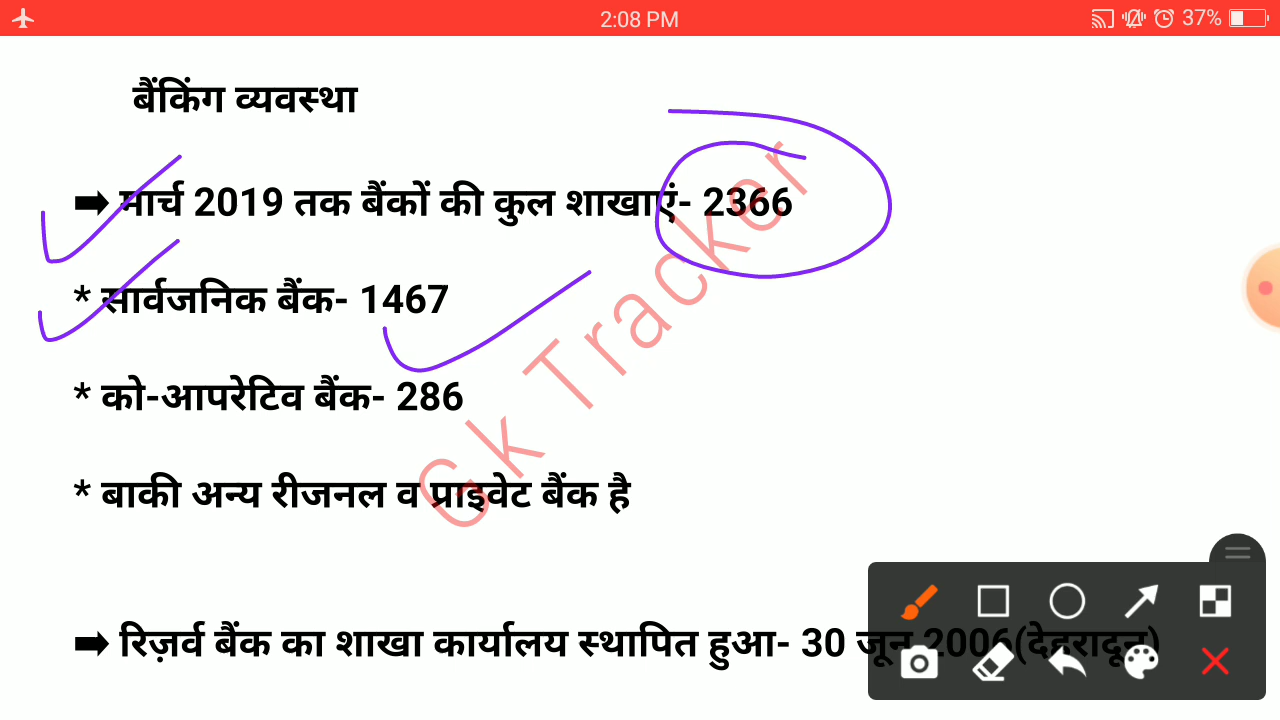 2:08 PM
37%
बैंकिंग व्यवस्था
➡ मार्च 2019 तक बैंकों की कुल शाखाएं- 2366
* सार्वजनिक बैंक- 1467
* को-आपरेटिव बैंक- 286
* बाकी अन्य रीजनल व प्राइवेट बैंक है
Gk Tracker
➡ रिज़र्व बैंक का शाखा कार्यालय स्थापित हुआ- 30 जून 2006(देहरादून)